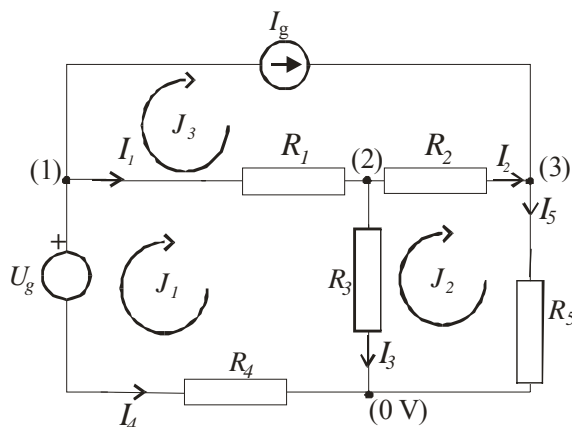 I_g
J_3
I_1 R_1 (2) R_2 I_2 (3)
(1)
I_5
+
U_g J_1 R_3 J_2 R_5
I_3
R_4
I_4 (0 V)